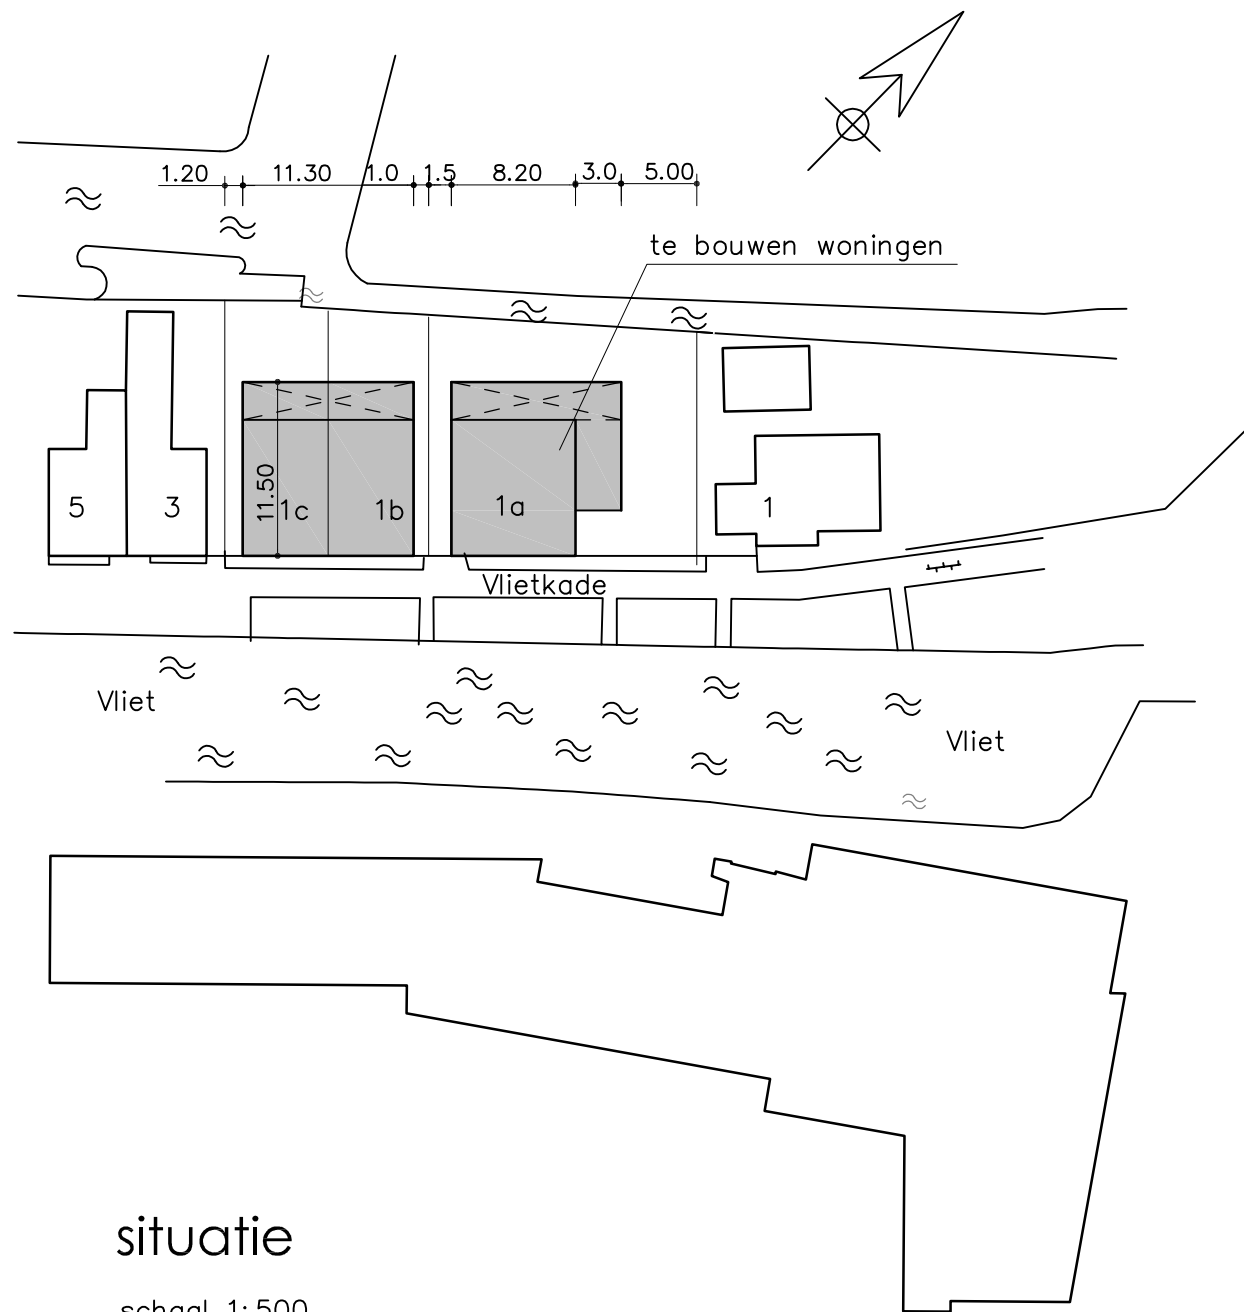 1.20 11.30 1.0 1.5 8.20 3.0 5.00
te bouwen woningen
11.50
5 3 1c 1b 1a 1
Vlietkade
Vliet
Vliet
situatie
schaal 1:500